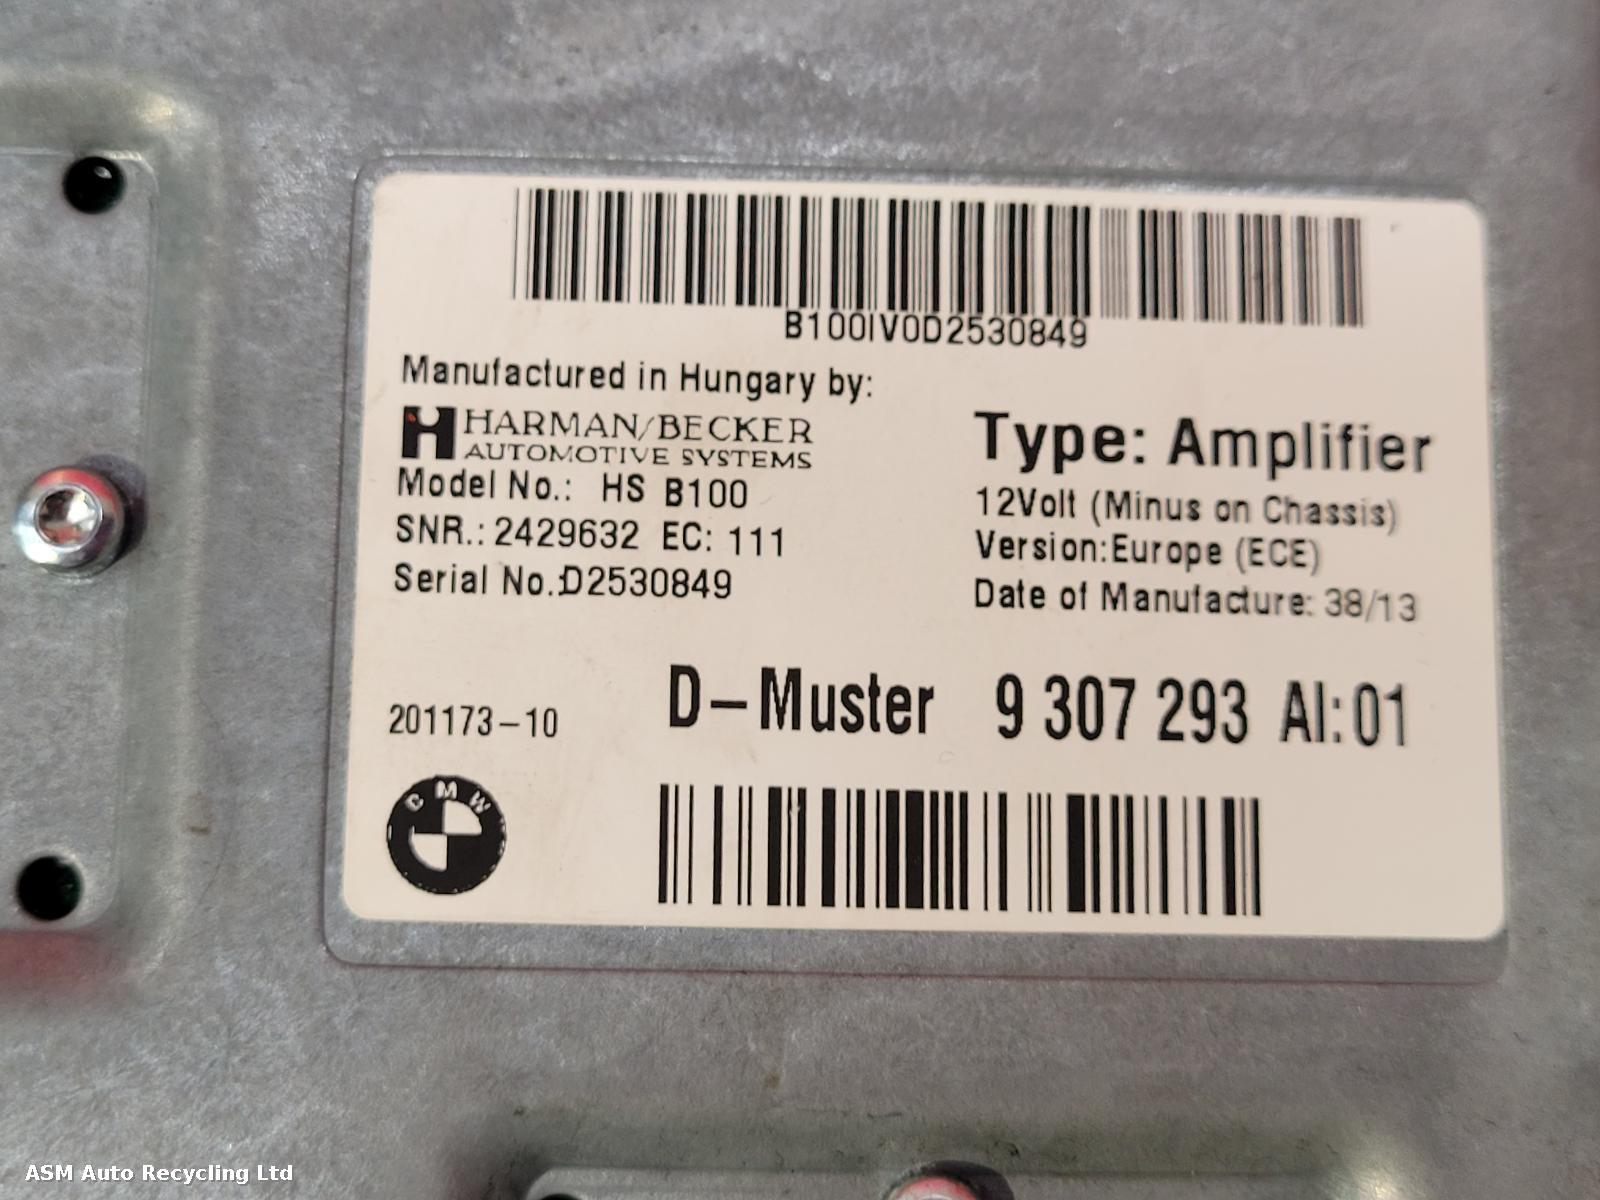 B100IV0D2530849
Manufactured in Hungary by:
HARMAN/BECKER
AUTOMOTIVE SYSTEMS
Model No.: HS B100
SNR.: 2429632 EC: 111
Serial No.:D2530849
Type: Amplifier
12Volt (Minus on Chassis)
Version:Europe (ECE)
Date of Manufacture: 38/13
201173-10
D-Muster 9 307 293 AI:01
BMW
ASM Auto Recycling Ltd